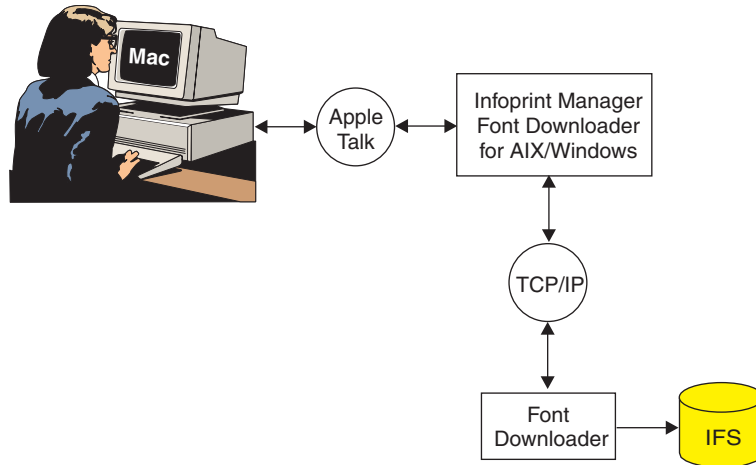 Mac
Apple
Talk
Infoprint Manager
Font Downloader
for AIX/Windows
TCP/IP
Font
Downloader
IFS